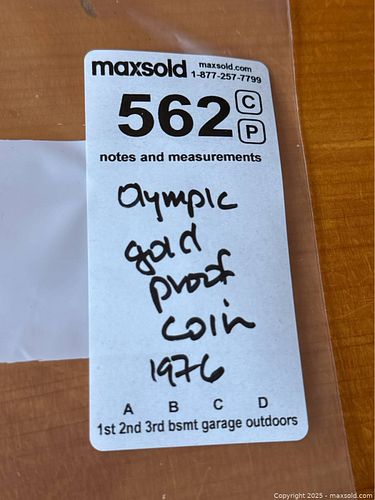 maxsold maxsold.com
1-877-257-7799
562 C
P
notes and measurements
Olympic
gold
proof
coin
1976
A B C D
1st 2nd 3rd bsmt garage outdoors
Copyright 2025 - maxsold.com